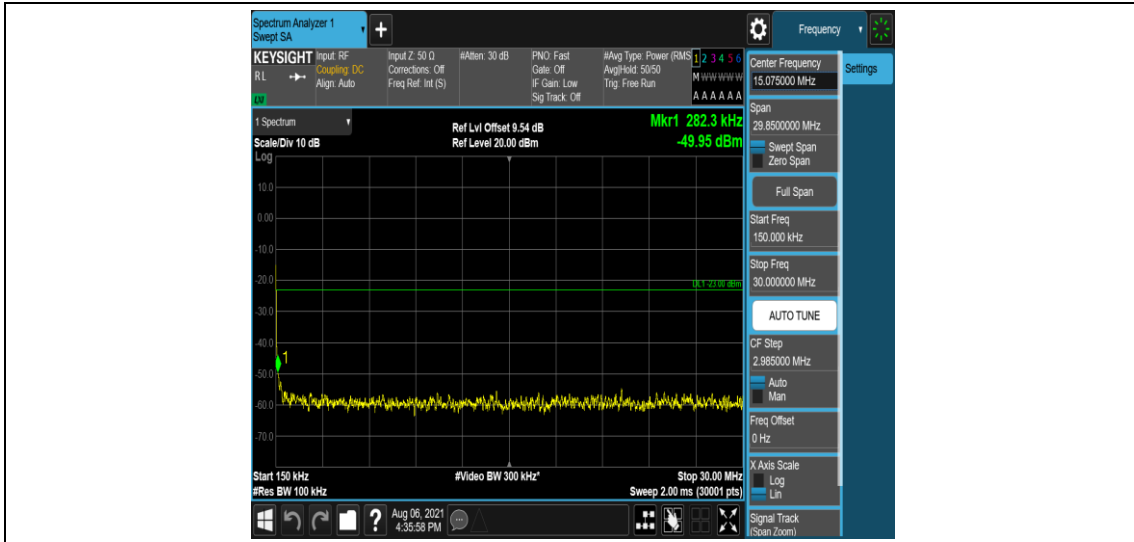 Spectrum Analyzer 1
Swept SA
Frequency
KEYSIGHT
RL
LXI
Input: RF
Coupling: DC
Align: Auto
Input Z: 50 Ω
Corrections: Off
Freq Ref: Int (S)
#Atten: 30 dB
PNO: Fast
Gate: Off
IF Gain: Low
Sig Track: Off
#Avg Type: Power (RMS
Avg|Hold: 50/50
Trig: Free Run
1 2 3 4 5 6
M W W W W W
A A A A A A
1 Spectrum
Scale/Div 10 dB
Log
Ref Lvl Offset 9.54 dB
Ref Level 20.00 dBm
Mkr1 282.3 kHz
-49.95 dBm
10.0
0.00
-10.0
-20.0
-30.0
-40.0
-50.0
-60.0
-70.0
DL1 -23.00 dBm
1
Start 150 kHz
#Res BW 100 kHz
#Video BW 300 kHz*
Stop 30.00 MHz
Sweep 2.00 ms (30001 pts)
Center Frequency
15.075000 MHz
Span
29.8500000 MHz
Swept Span
Zero Span
Full Span
Start Freq
150.000 kHz
Stop Freq
30.000000 MHz
AUTO TUNE
CF Step
2.985000 MHz
Auto
Man
Freq Offset
0 Hz
X Axis Scale
Log
Lin
Signal Track
(Span Zoom)
Settings
?
Aug 06, 2021
4:35:58 PM